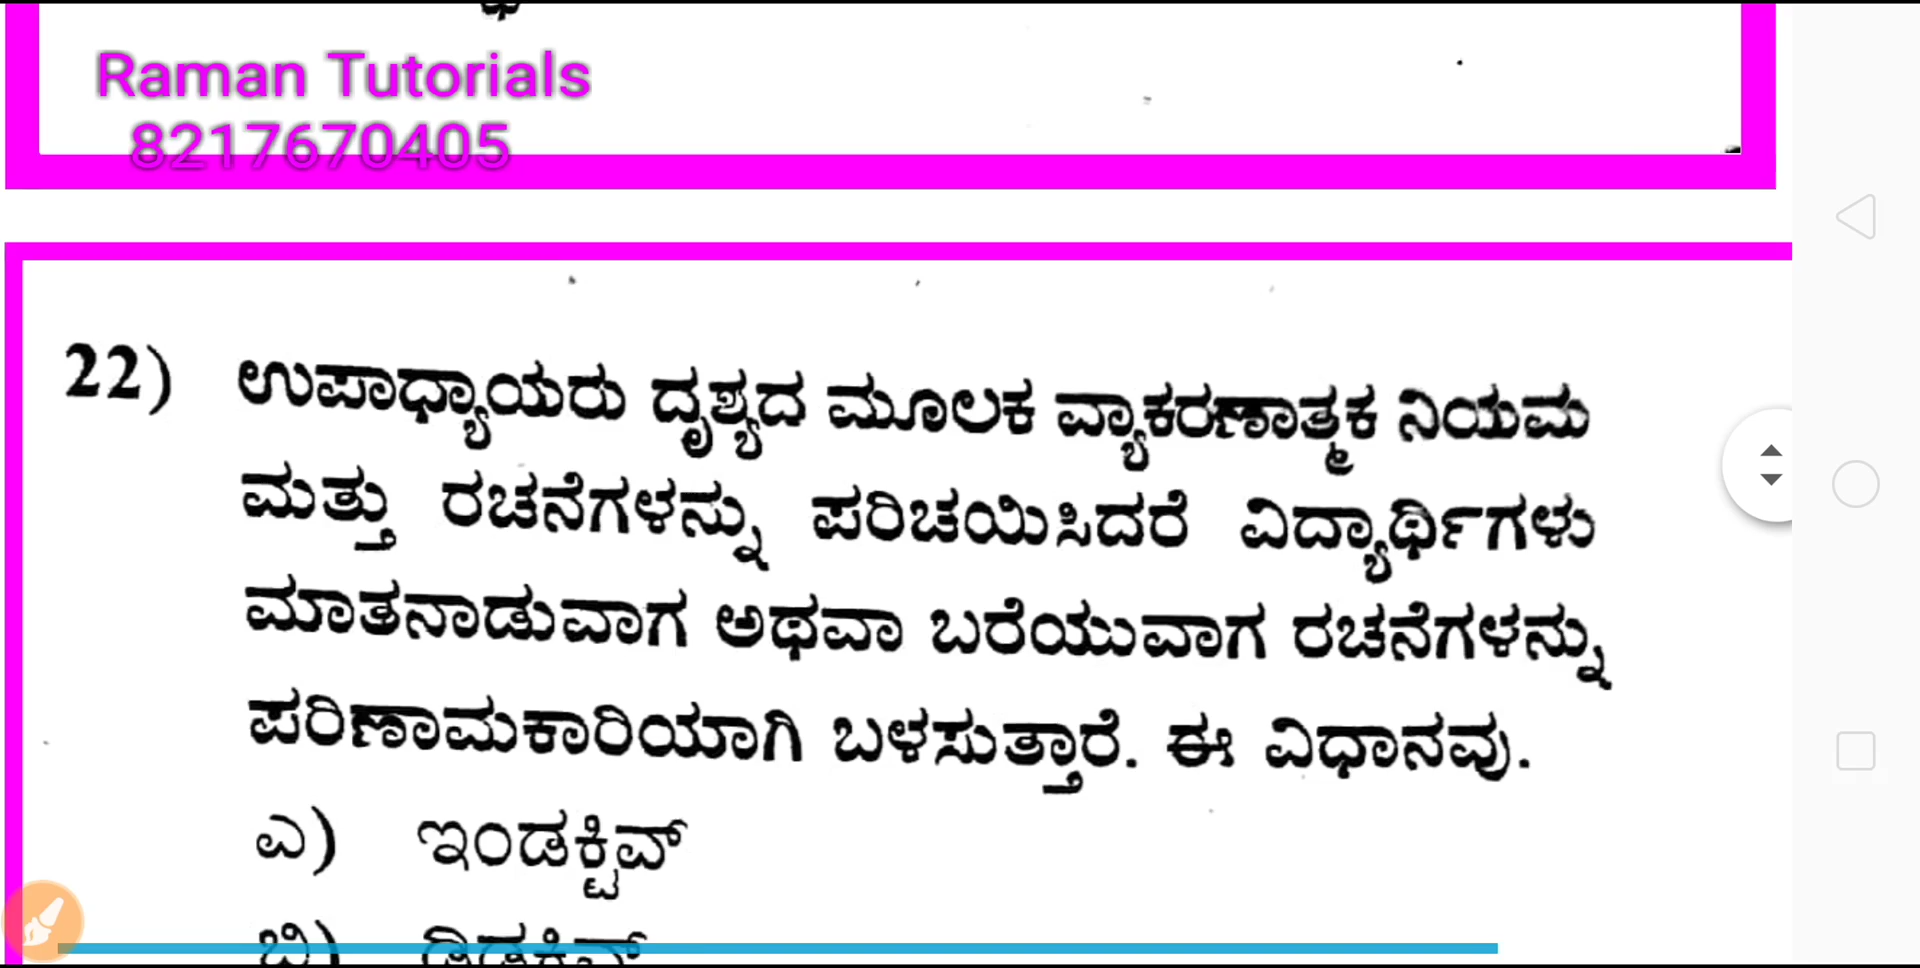 Raman Tutorials
8217670405
22) ಉಪಾಧ್ಯಾಯರು ದೃಶ್ಯದ ಮೂಲಕ ವ್ಯಾಕರಣಾತ್ಮಕ ನಿಯಮ
ಮತ್ತು ರಚನೆಗಳನ್ನು ಪರಿಚಯಿಸಿದರೆ ವಿದ್ಯಾರ್ಥಿಗಳು
ಮಾತನಾಡುವಾಗ ಅಥವಾ ಬರೆಯುವಾಗ ರಚನೆಗಳನ್ನು
ಪರಿಣಾಮಕಾರಿಯಾಗಿ ಬಳಸುತ್ತಾರೆ. ಈ ವಿಧಾನವು.
ಎ) ಇಂಡಕ್ಟಿವ್